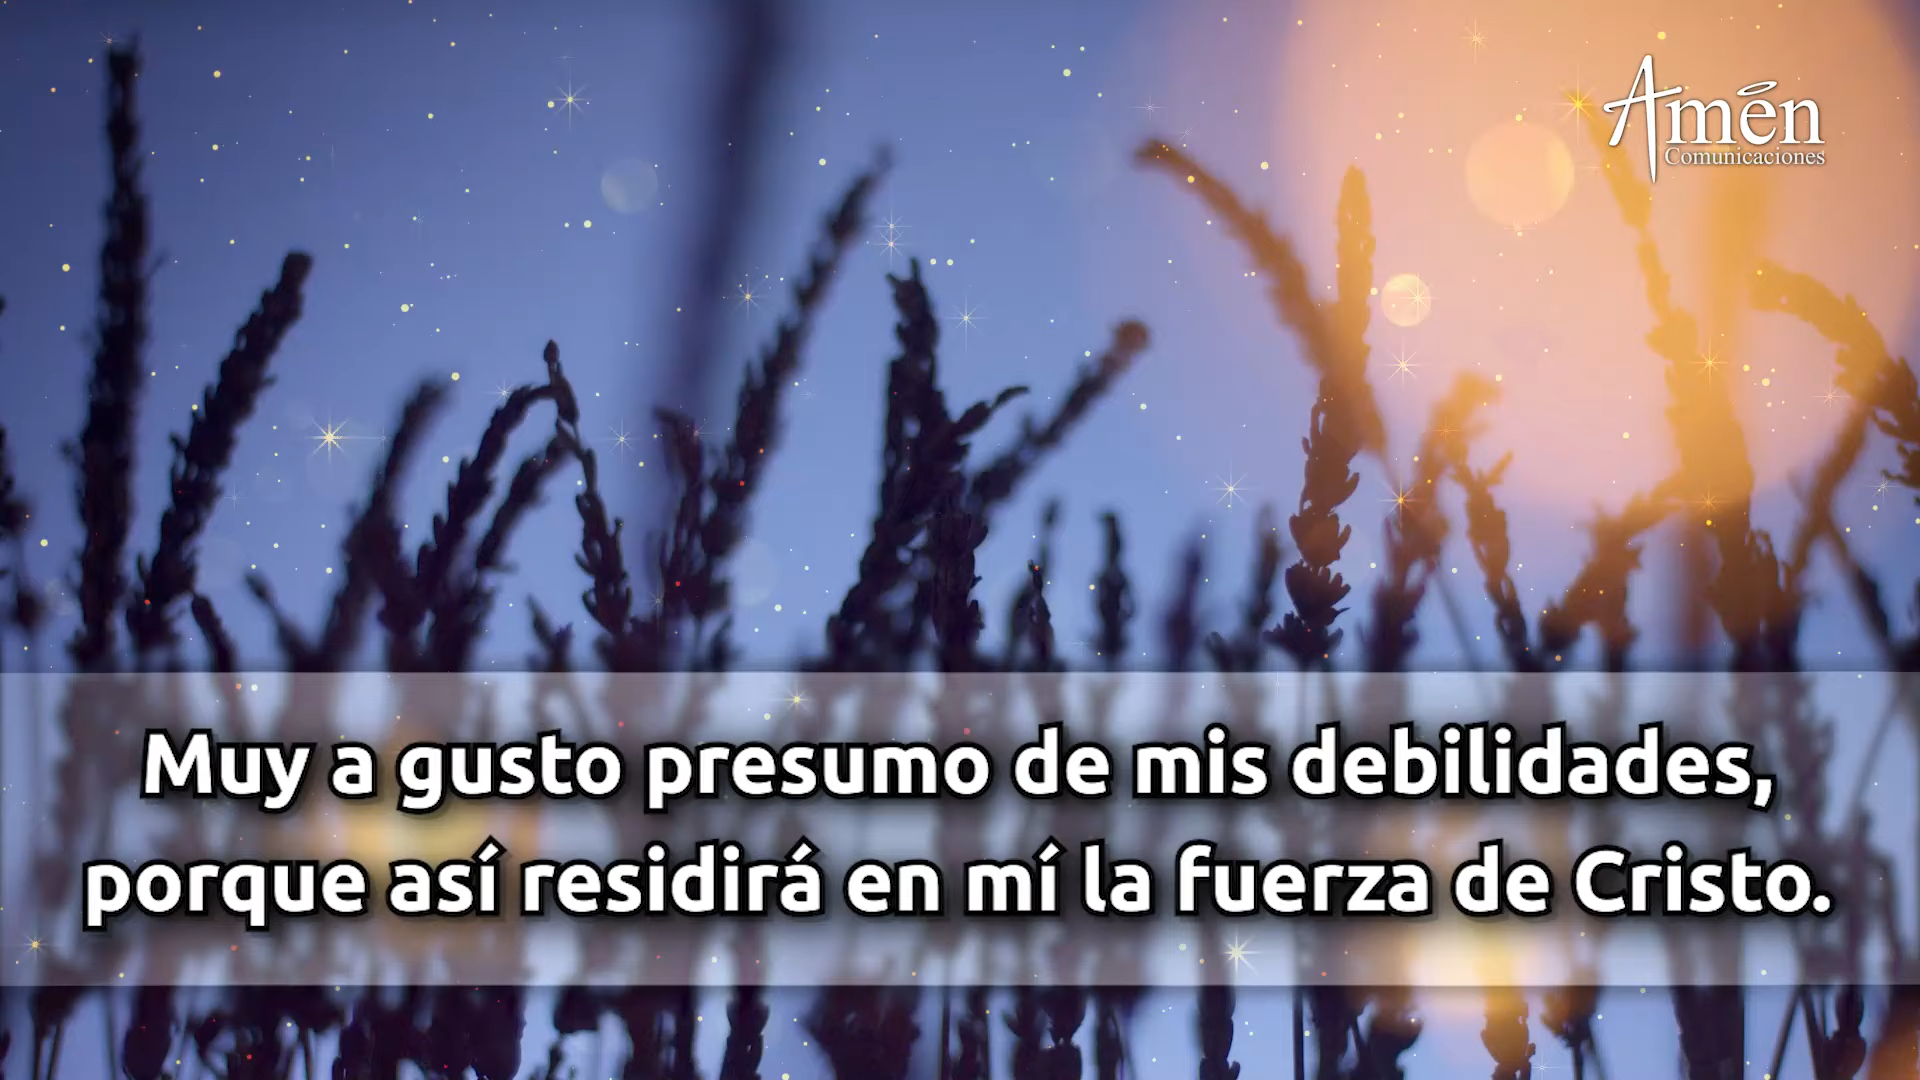 Amén
Comunicaciones
Muy a gusto presumo de mis debilidades,
porque así residirá en mí la fuerza de Cristo.